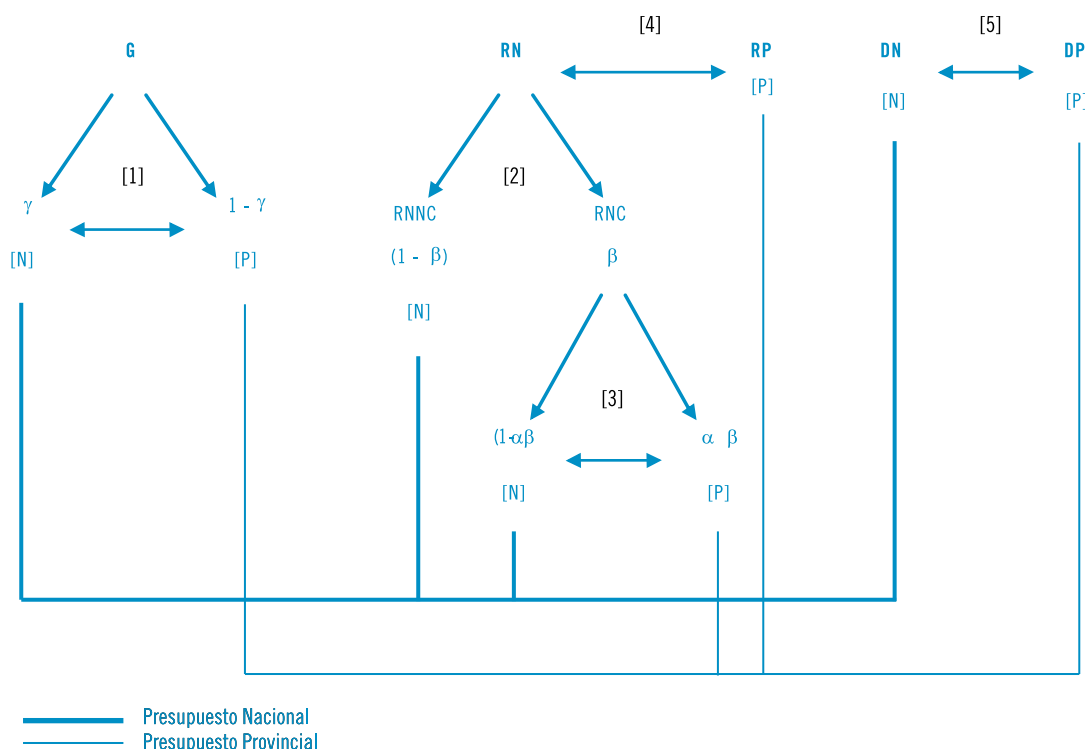 [4]
[5]
G
RN
RP
DN
DP
[P]
[N]
[P]
[1]
[2]
γ
1 - γ
RNNC
RNC
[N]
[P]
(1 - β)
β
[N]
[3]
(1-αβ
α β
[N]
[P]
Presupuesto Nacional
Presupuesto Provincial